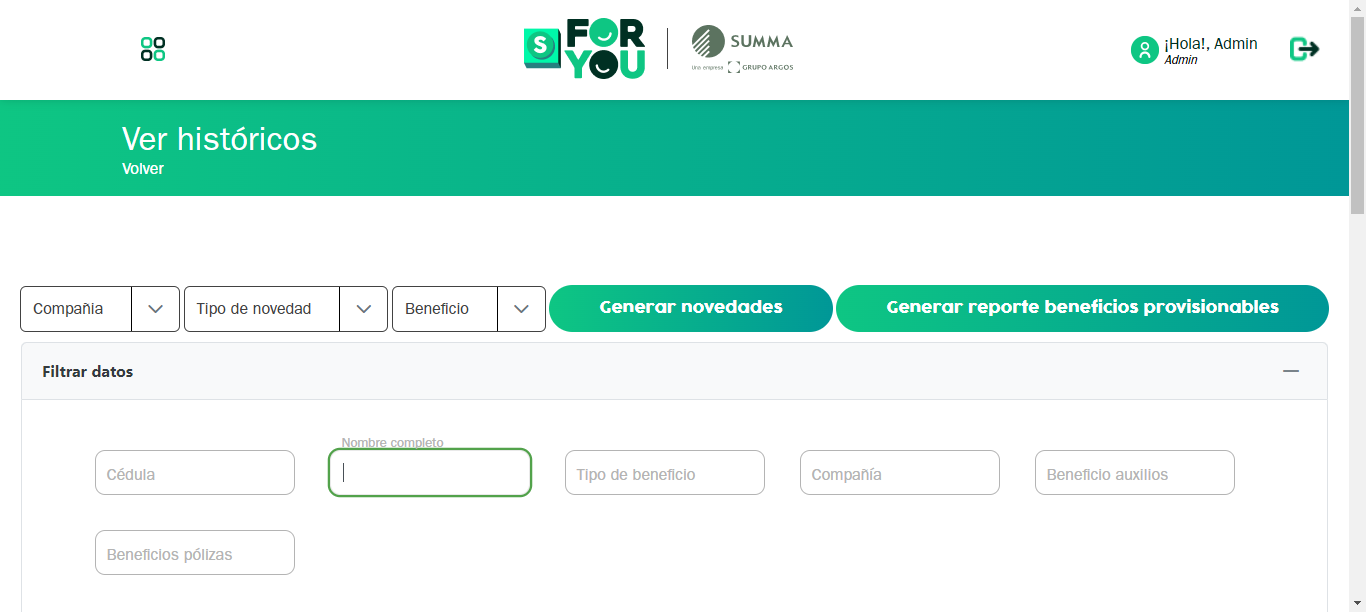 S FOR YOU
SUMMA
Una empresa GRUPO ARGOS
¡Hola!, Admin
Admin
Ver históricos
Volver
Compañia
Tipo de novedad
Beneficio
Generar novedades
Generar reporte beneficios provisionables
Filtrar datos
Nombre completo
Cédula
Tipo de beneficio
Compañía
Beneficio auxilios
Beneficios pólizas